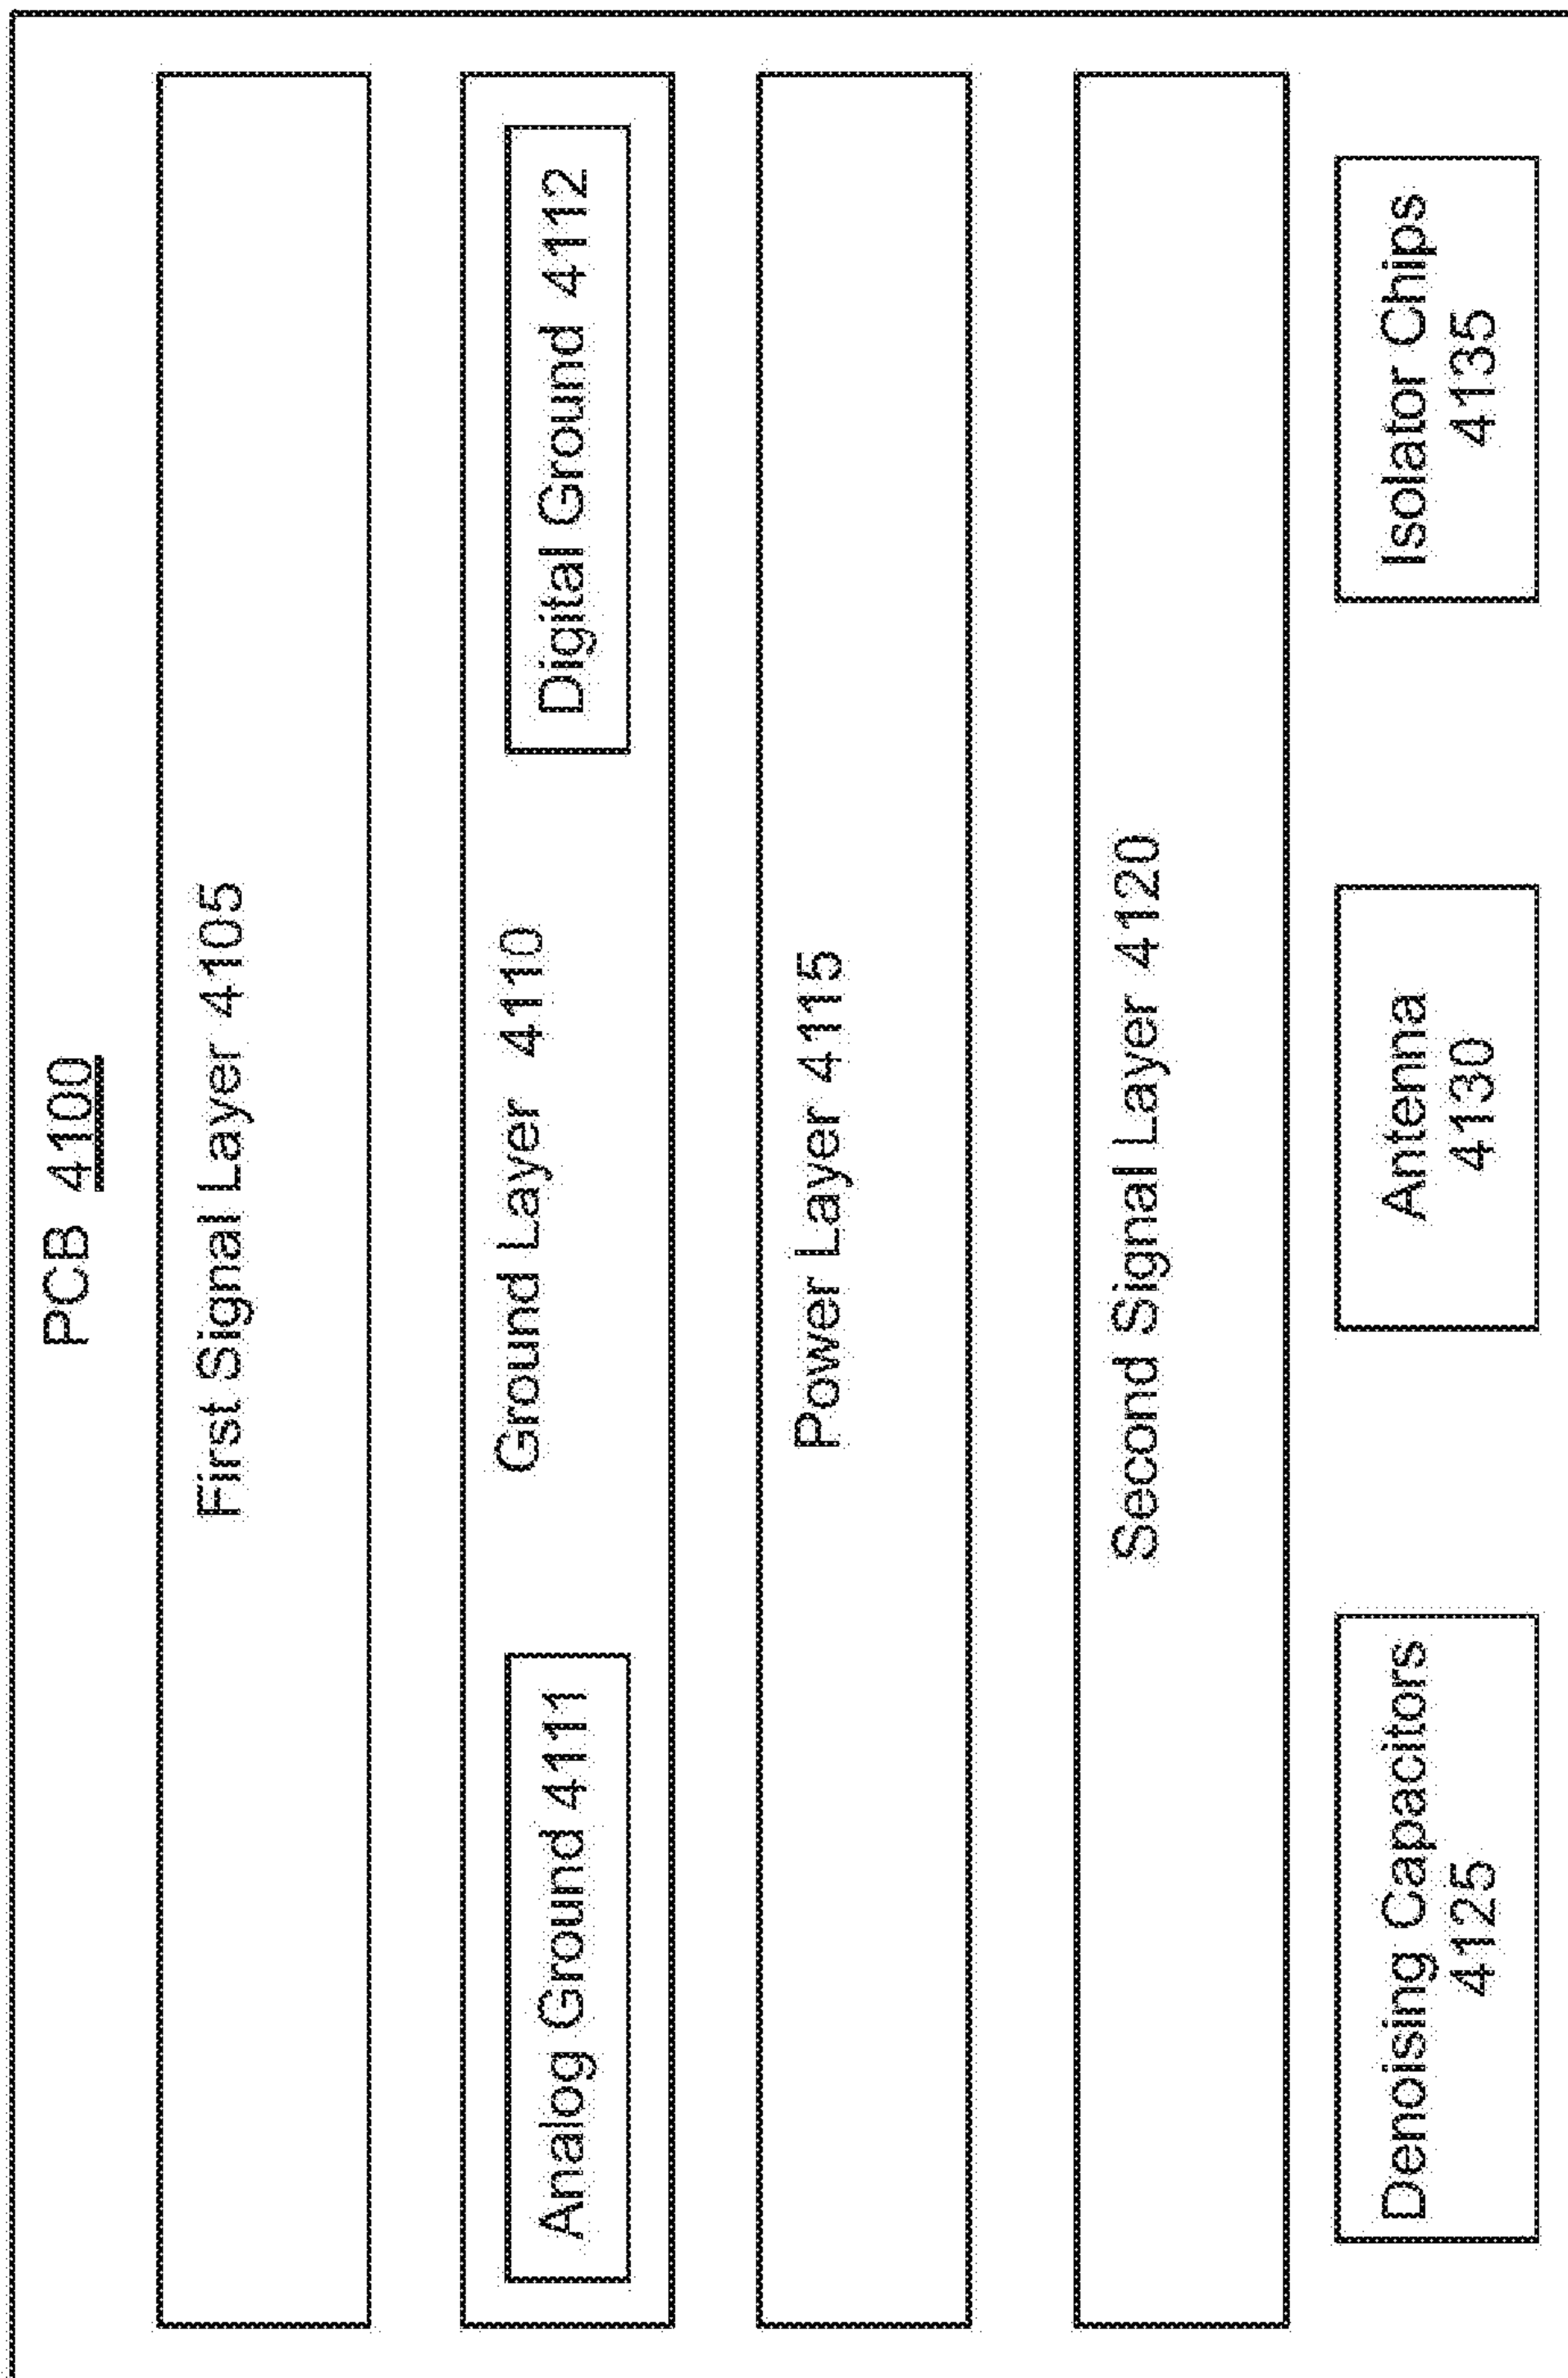 PCB 4100
First Signal Layer 4105
Ground Layer 4110
Analog Ground 4111
Digital Ground 4112
Power Layer 4115
Second Signal Layer 4120
Denoising Capacitors
4125
Antenna
4130
Isolator Chips
4135